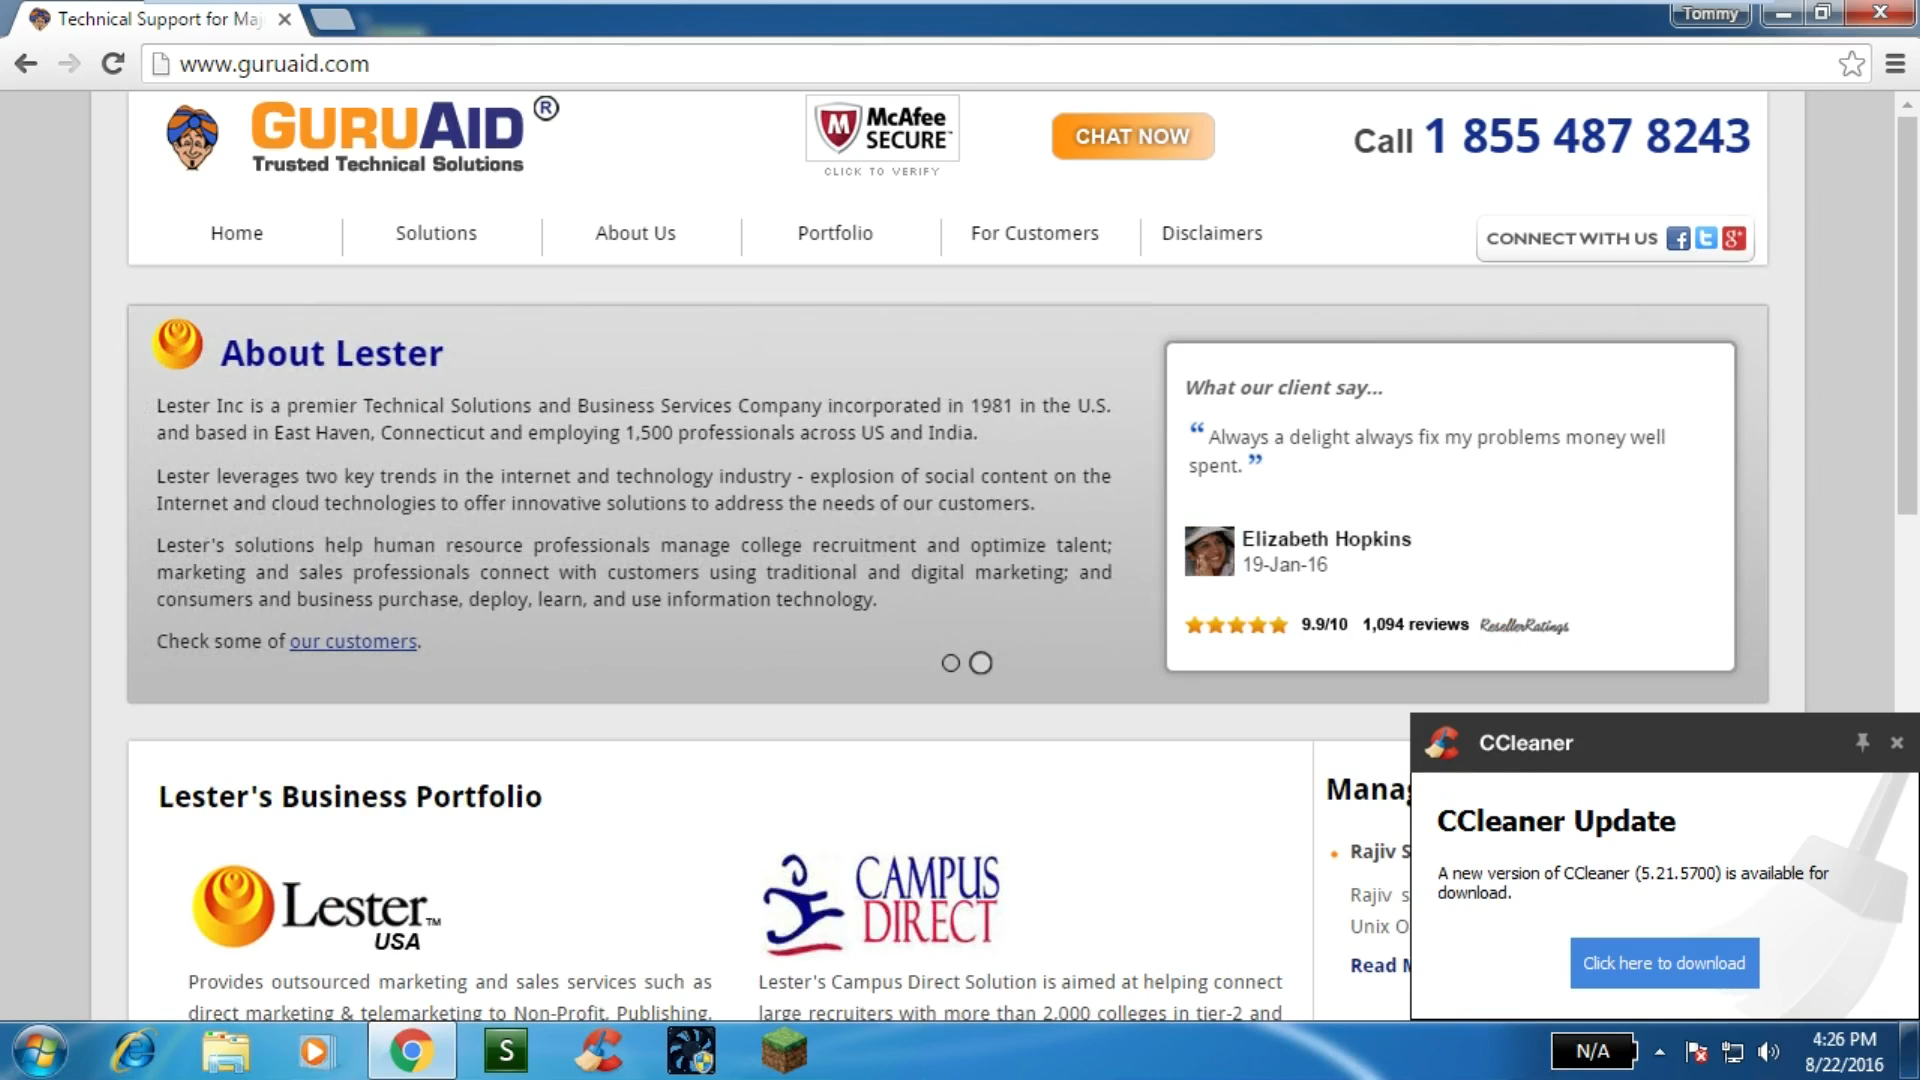 Technical Support for Maj
Tommy
www.guruaid.com
GURUAID ®
Trusted Technical Solutions
McAfee
SECURE™
CLICK TO VERIFY
CHAT NOW
Call 1 855 487 8243
Home
Solutions
About Us
Portfolio
For Customers
Disclaimers
CONNECT WITH US
About Lester
Lester Inc is a premier Technical Solutions and Business Services Company incorporated in 1981 in the U.S.
and based in East Haven, Connecticut and employing 1,500 professionals across US and India.
Lester leverages two key trends in the internet and technology industry - explosion of social content on the
Internet and cloud technologies to offer innovative solutions to address the needs of our customers.
Lester's solutions help human resource professionals manage college recruitment and optimize talent;
marketing and sales professionals connect with customers using traditional and digital marketing; and
consumers and business purchase, deploy, learn, and use information technology.
Check some of our customers.
What our client say...
“ Always a delight always fix my problems money well
spent. ”
Elizabeth Hopkins
19-Jan-16
9.9/10 1,094 reviews ResellerRatings
Lester's Business Portfolio
Lester™
USA
Provides outsourced marketing and sales services such as
direct marketing & telemarketing to Non-Profit, Publishing,
CAMPUS
DIRECT
Lester's Campus Direct Solution is aimed at helping connect
large recruiters with more than 2,000 colleges in tier-2 and
Mana
Rajiv S
Rajiv s
Unix O
Read M
CCleaner
CCleaner Update
A new version of CCleaner (5.21.5700) is available for
download.
Click here to download
S
N/A
4:26 PM
8/22/2016